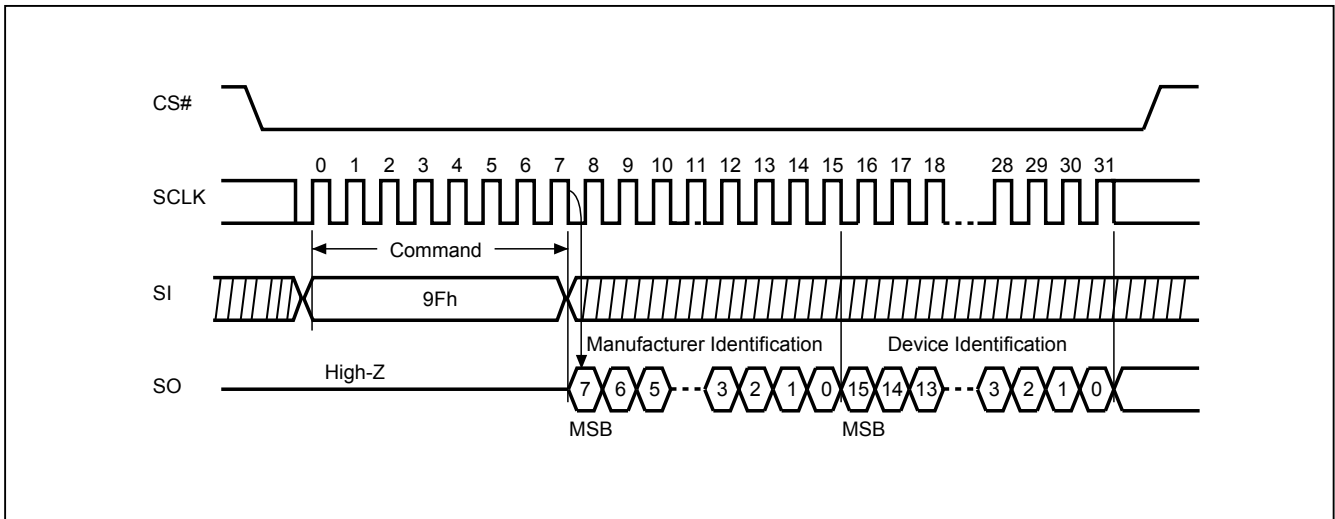 CS#
0 1 2 3 4 5 6 7 8 9 10 11 12 13 14 15 16 17 18 28 29 30 31
SCLK
Command
SI
9Fh
Manufacturer Identification Device Identification
High-Z
SO
7 6 5 3 2 1 0 15 14 13 3 2 1 0
MSB MSB